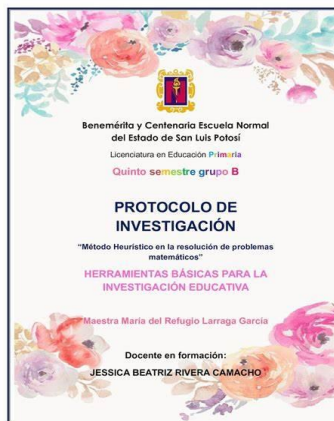 Benemérita y Centenaria Escuela Normal
del Estado de San Luis Potosí
Licenciatura en Educación Primaria
Quinto semestre grupo B
PROTOCOLO DE
INVESTIGACIÓN
"Método Heurístico en la resolución de problemas
matemáticos"
HERRAMIENTAS BÁSICAS PARA LA
INVESTIGACIÓN EDUCATIVA
Maestra María del Refugio Larraga García
Docente en formación:
JESSICA BEATRIZ RIVERA CAMACHO